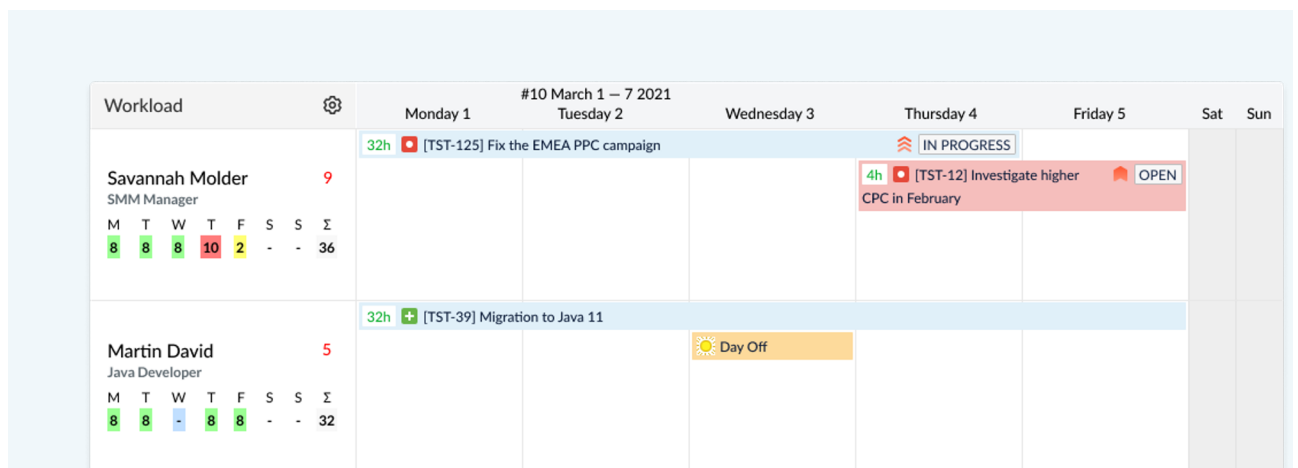 Workload
#10 March 1 — 7 2021
Monday 1 Tuesday 2 Wednesday 3 Thursday 4 Friday 5 Sat Sun
32h [TST-125] Fix the EMEA PPC campaign IN PROGRESS
Savannah Molder 9
SMM Manager
M T W T F S S Σ
8 8 8 10 2 - - 36
4h [TST-12] Investigate higher OPEN
CPC in February
32h [TST-39] Migration to Java 11
Day Off
Martin David 5
Java Developer
M T W T F S S Σ
8 8 - 8 8 - - 32